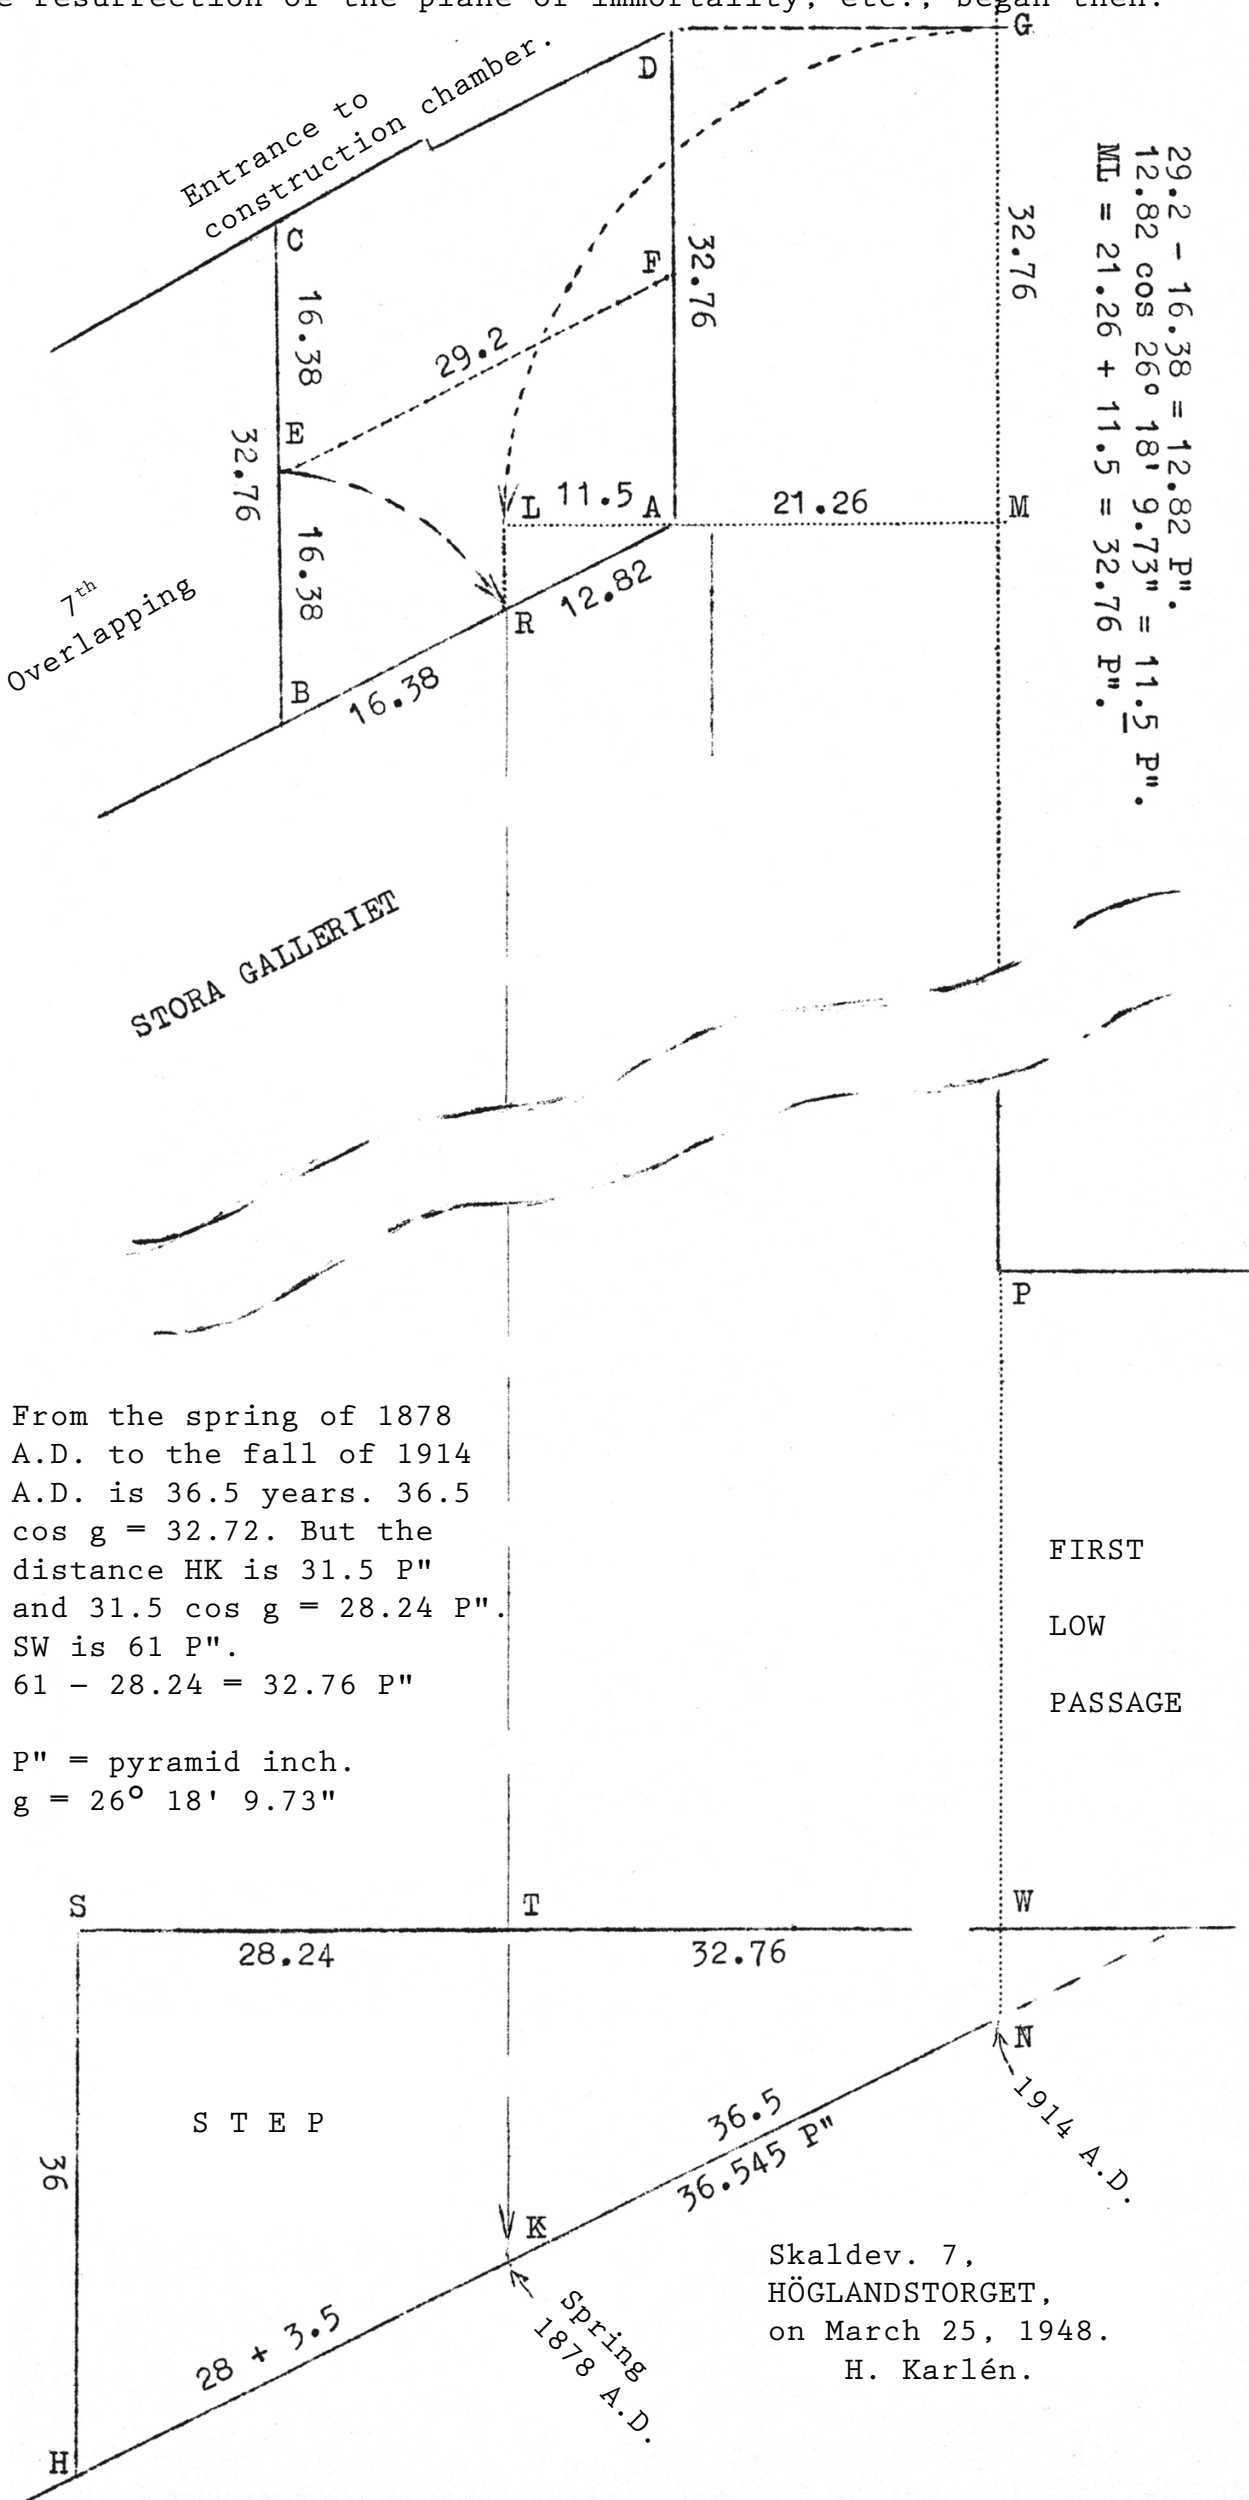 e resurrection of the plane of immortality, etc., began then.
G
D
Entrance to
construction chamber.
29.2 - 16.38 = 12.82 P".
12.82 cos 26° 18' 9.73" = 11.5 P".
ML = 21.26 + 11.5 = 32.76 P".
32.76
C
16.38
F
32.76
29.2
E
32.76
16.38
L 11.5 A
21.26
M
7th
Overlapping
12.82
R
B
16.38
STORA GALLERIET
P
From the spring of 1878
A.D. to the fall of 1914
A.D. is 36.5 years. 36.5
cos g = 32.72. But the
distance HK is 31.5 P"
and 31.5 cos g = 28.24 P".
SW is 61 P".
61 – 28.24 = 32.76 P"
P" = pyramid inch.
g = 26° 18' 9.73"
FIRST
LOW
PASSAGE
S
T
W
28.24
32.76
N
1914 A.D.
S T E P
36
36.5
36.545 P"
K
Spring
1878 A.D.
28 + 3.5
H
Skaldev. 7,
HÖGLANDSTORGET,
on March 25, 1948.
H. Karlén.